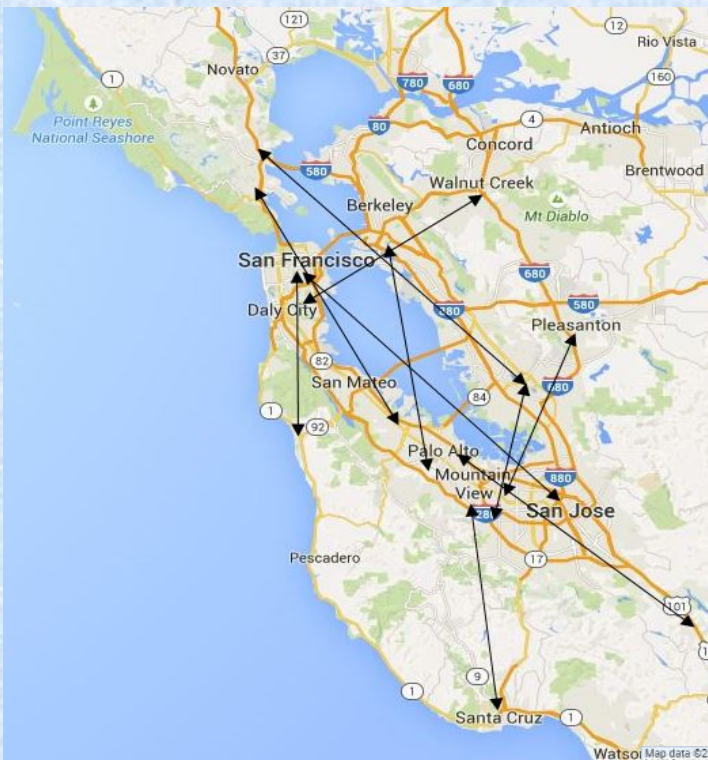 121
12
Rio Vista
37
Novato
1
780
680
160
Point Reyes
National Seashore
80
4
Antioch
Concord
580
Brentwood
Walnut Creek
Berkeley
Mt Diablo
San Francisco
680
580
Daly City
280
Pleasanton
82
San Mateo
680
84
1
92
Palo Alto
Mountain
View
880
San Jose
280
Pescadero
17
101
1
9
1
Santa Cruz
1
Map data ©2